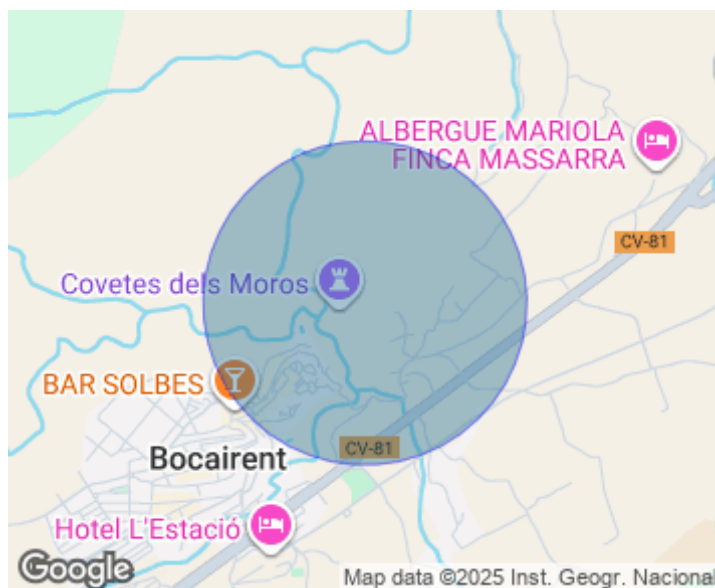 ALBERGUE MARIOLA
FINCA MASSARRA
CV-81
Covetes dels Moros
BAR SOLBES
CV-81
Bocairent
Hotel L'Estació
Google
Map data ©2025 Inst. Geogr. Nacional